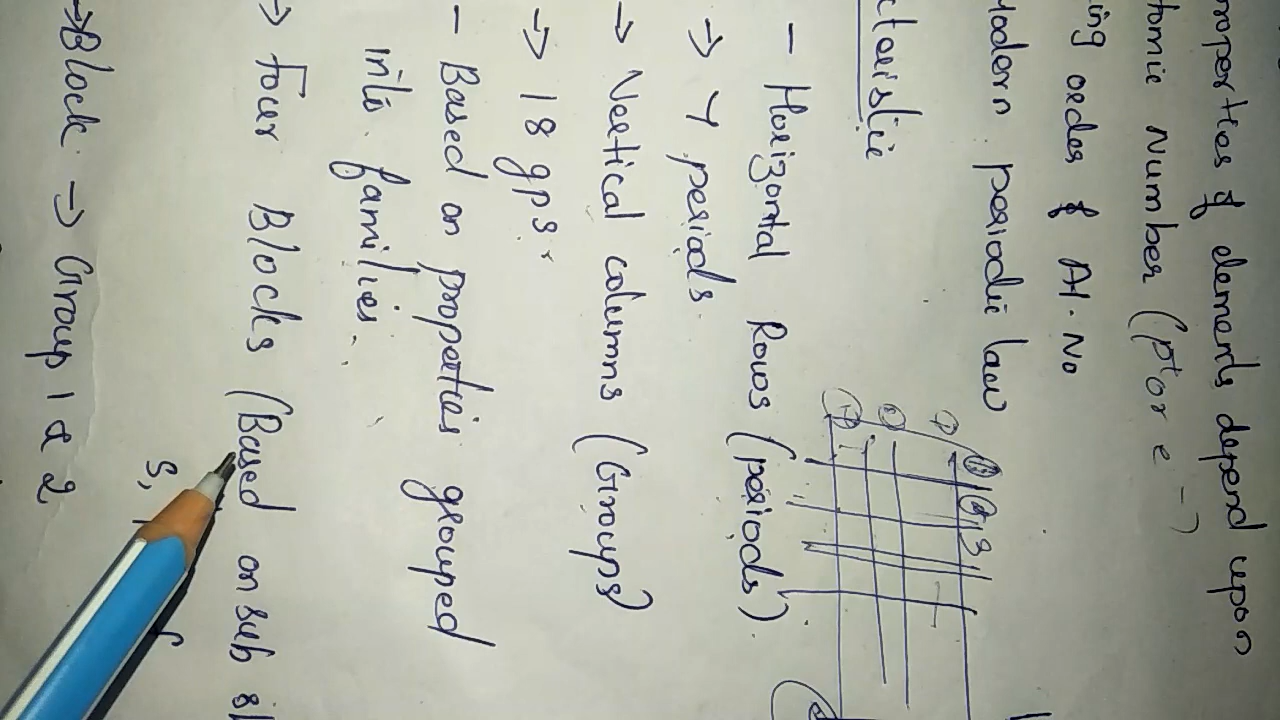 roperties of elements depend upon
tomic Number (p+ or e-)
ing order of At. No
Modern periodic law
cteristic
- Horizontal Rows (periods).
→ 7 periods.
→ Vertical columns (Groups)
→ 18 gps.
- Based on properties grouped
into families.
→ Four Blocks (Based on sub s
s,
→ Block → Group 1 & 2